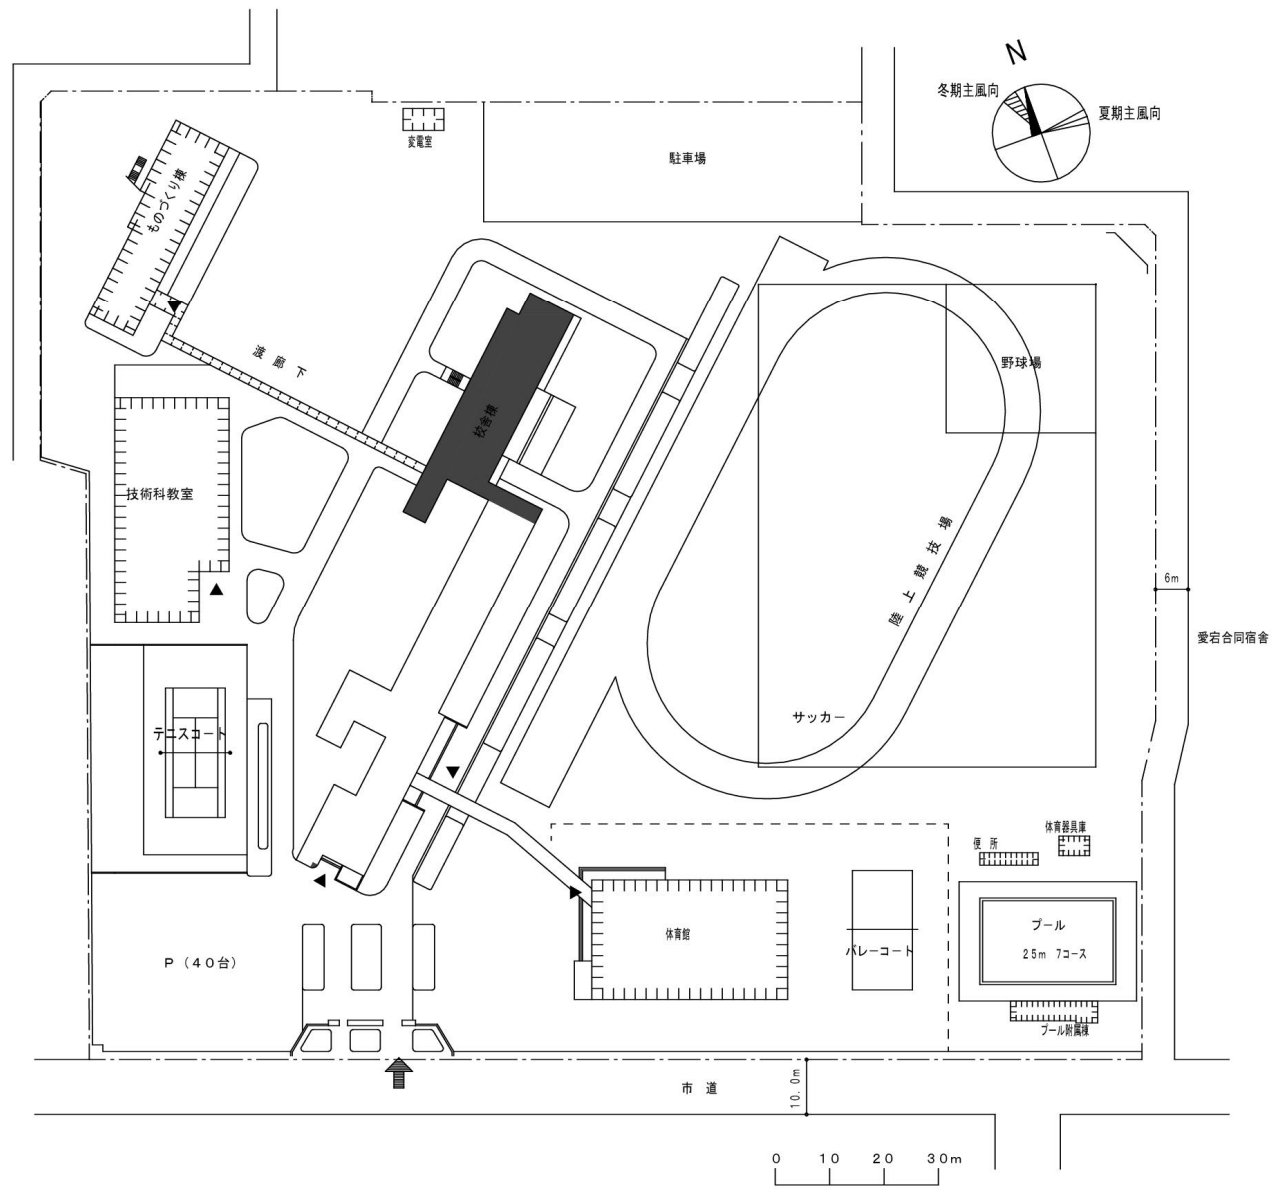 N
冬期主風向
夏期主風向
変電室
駐車場
ものづくり棟
渡廊下
野球場
校舎棟
技術科教室
陸上競技場
6m
愛宕合同宿舎
サッカー
テニスコート
体育器具庫
便所
プール
25m 7コース
体育館
バレーコート
P（40台）
プール附属棟
市道
10.0m
0 10 20 30m